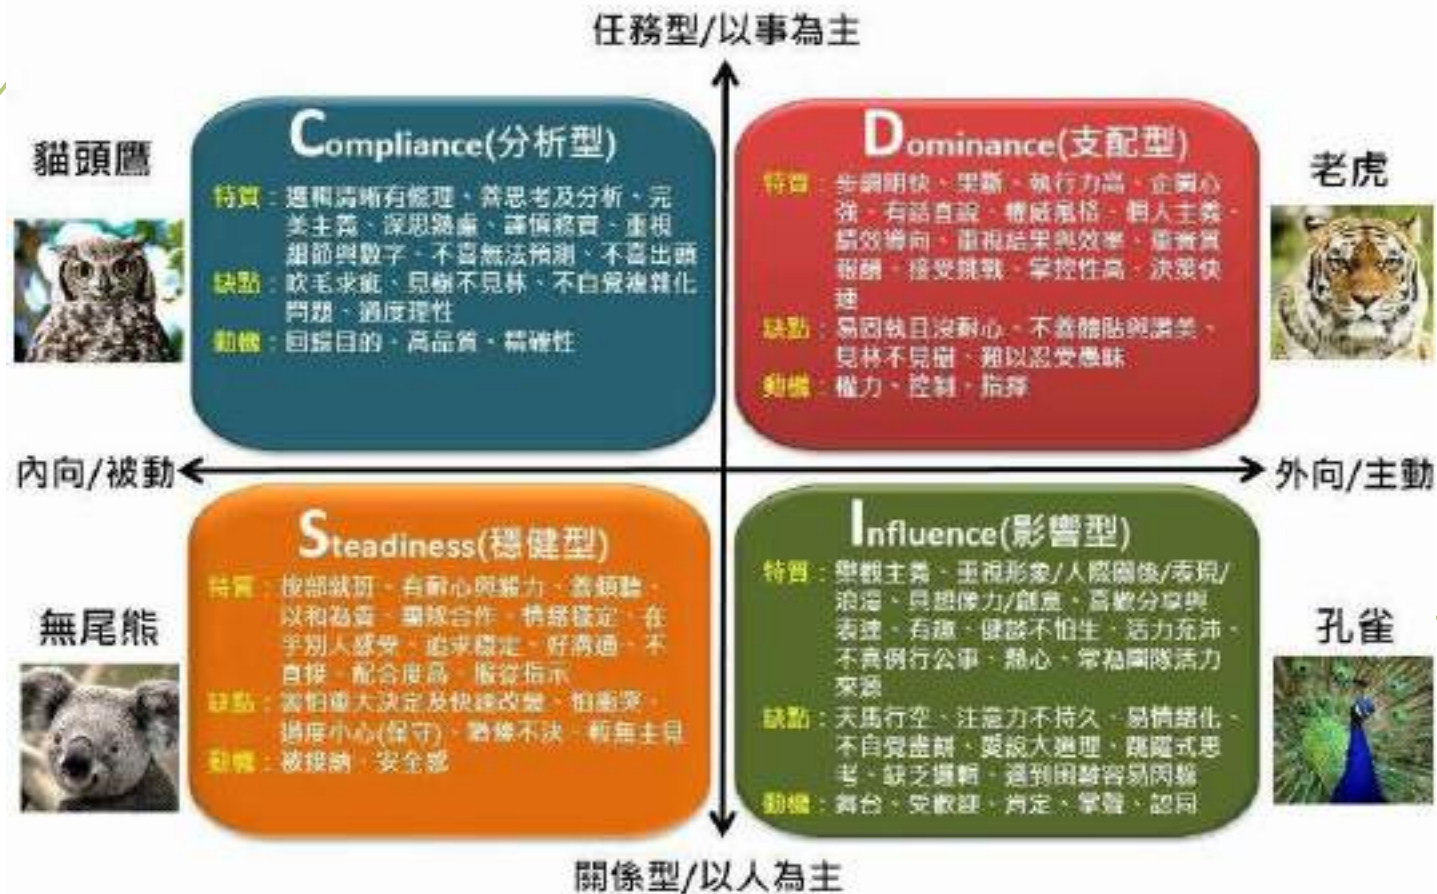 任務型/以事為主
貓頭鷹
Compliance(分析型)
特質：邏輯清晰有條理、善思考及分析、完
美主義、深思熟慮、謹慎務實、重視
細節與數字、不喜無法預測、不喜出頭
缺點：吹毛求疵、見樹不見林、不自覺複雜化
問題、過度理性
動機：回歸目的、高品質、精確性
Dominance(支配型)
特質：步調明快、果斷、執行力高、企圖心
強、有話直說、權威風格、個人主義、
績效導向、重視結果與效率、重實質
報酬、接受挑戰、掌控性高、決策快
速
缺點：易固執且沒耐心、不善體貼與讚美、
見林不見樹、難以忍受愚昧
動機：權力、控制、指揮
老虎
內向/被動
外向/主動
無尾熊
Steadiness(穩健型)
特質：按部就班、有耐心與毅力、善傾聽、
以和為貴、團隊合作、情緒穩定、在
乎別人感受、追求穩定、好溝通、不
直接、配合度高、服從指示
缺點：害怕重大決定及快速改變、怕衝突、
過度小心(保守)、猶豫不決、較無主見
動機：被接納、安全感
Influence(影響型)
特質：樂觀主義、重視形象/人際關係/表現/
浪漫、具想像力/創意、喜歡分享與
表達、有趣、健談不怕生、活力充沛、
不喜例行公事、熱心、常為團隊活力
來源
缺點：天馬行空、注意力不持久、易情緒化、
不自覺畫餅、愛說大道理、跳躍式思
考、缺乏邏輯、遇到困難容易閃躲
動機：舞台、受歡迎、肯定、掌聲、認同
孔雀
關係型/以人為主